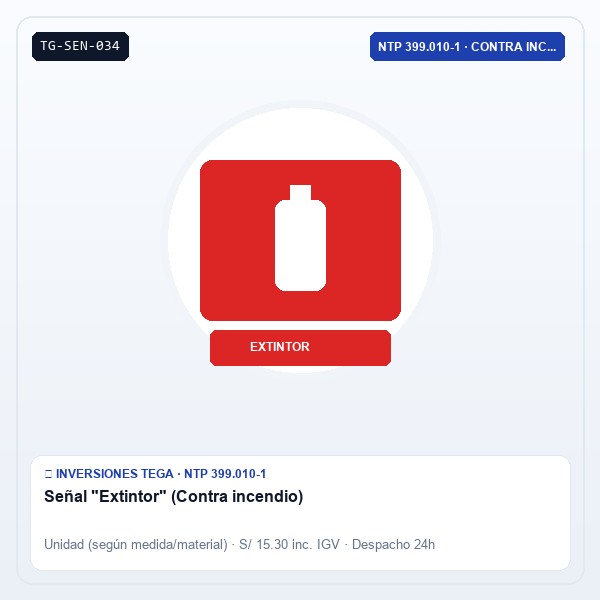 TG-SEN-034
NTP 399.010-1 · CONTRA INC...
EXTINTOR
INVERSIONES TEGA · NTP 399.010-1
Señal "Extintor" (Contra incendio)
Unidad (según medida/material) · S/ 15.30 inc. IGV · Despacho 24h